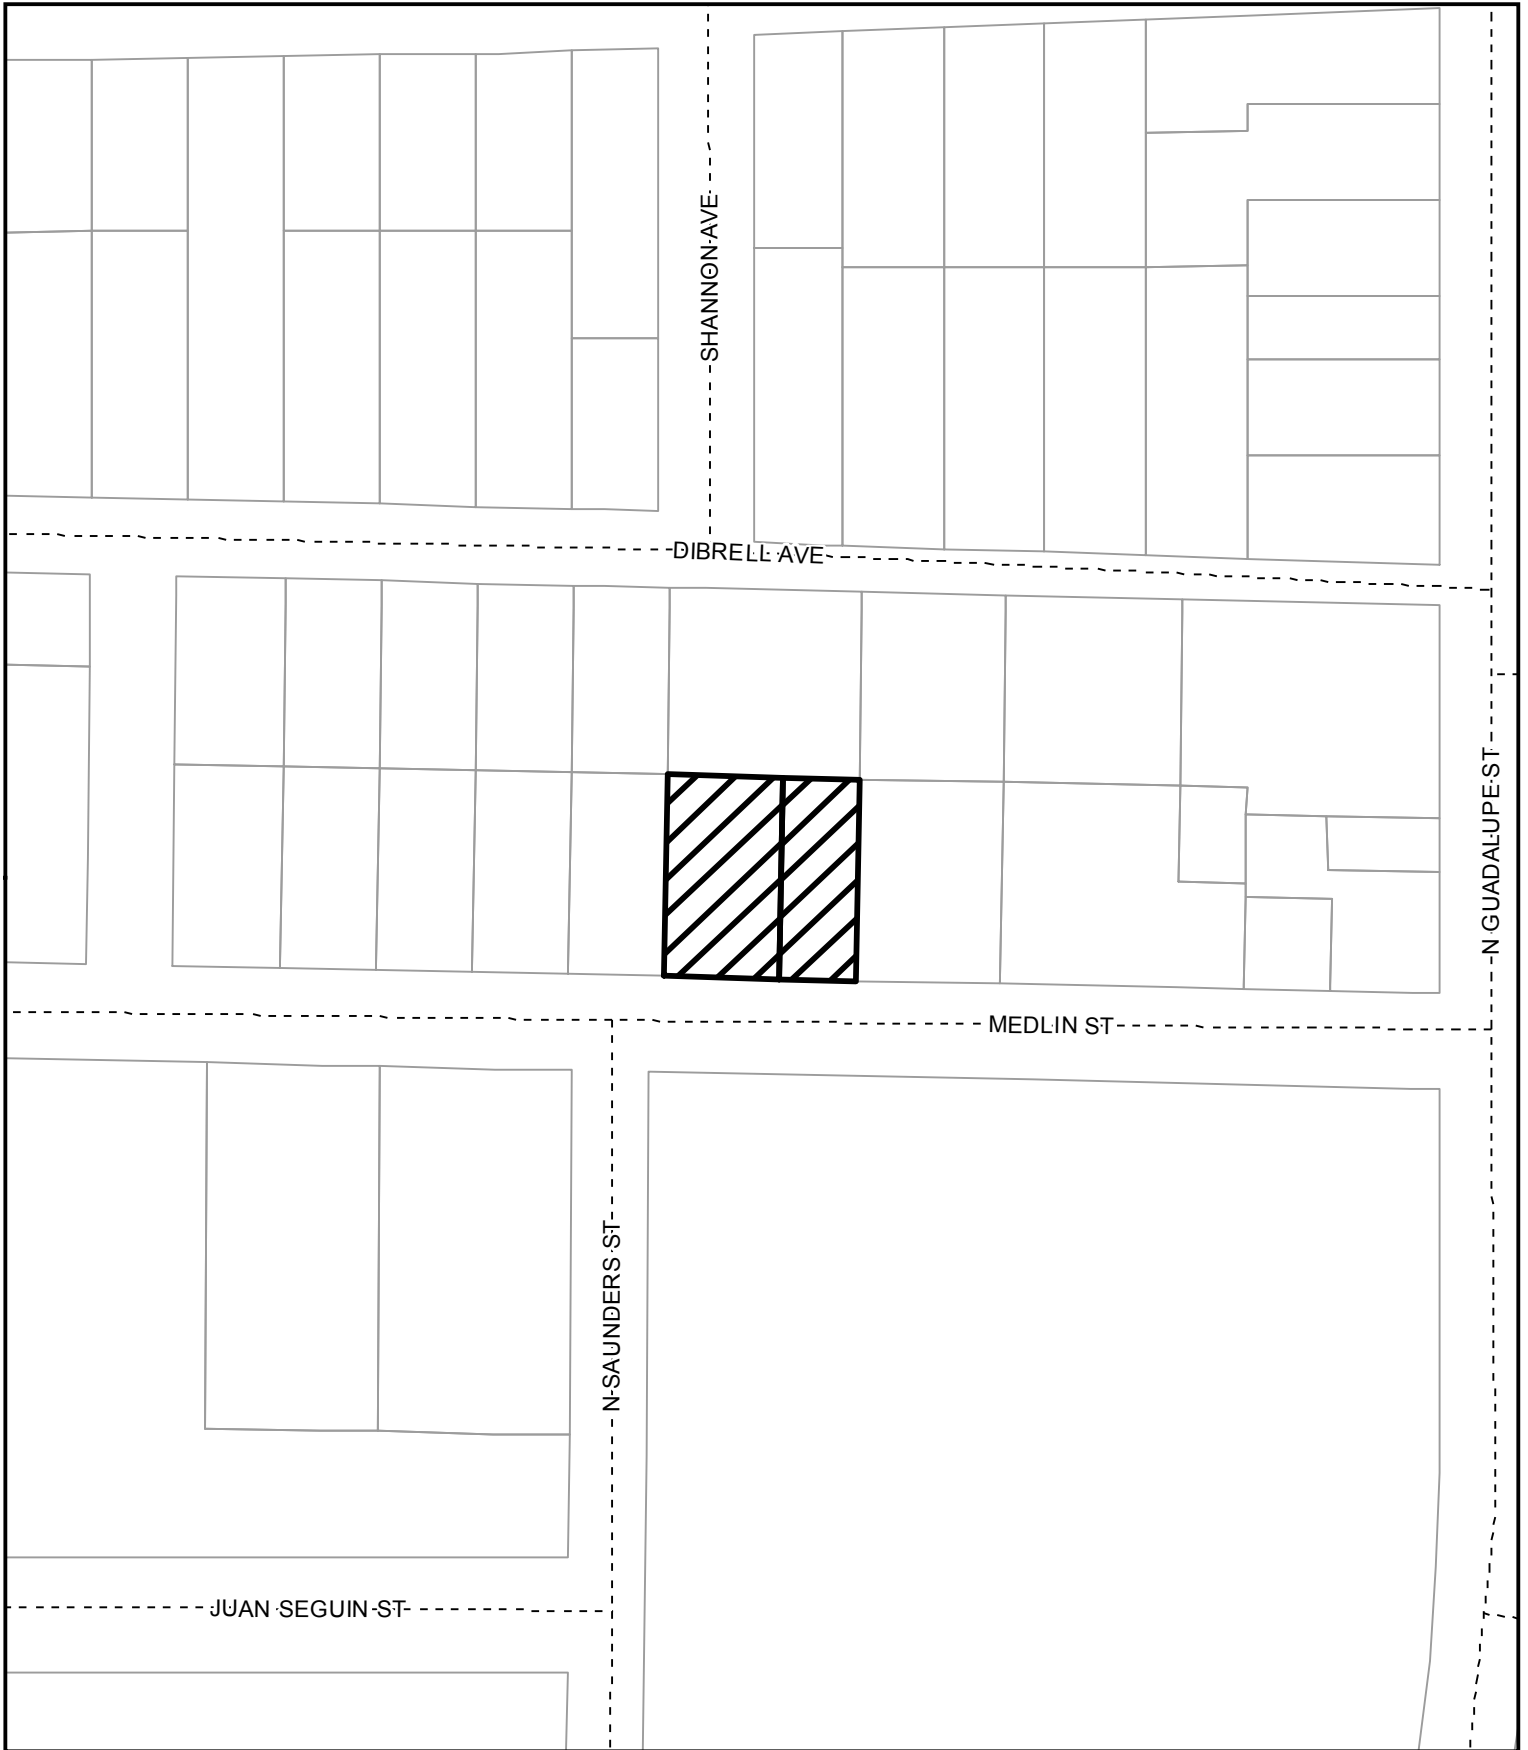 SHANNON AVE
DIBRELL AVE
N GUADALUPE ST
MEDLIN ST
N SAUNDERS ST
JUAN SEGUIN ST